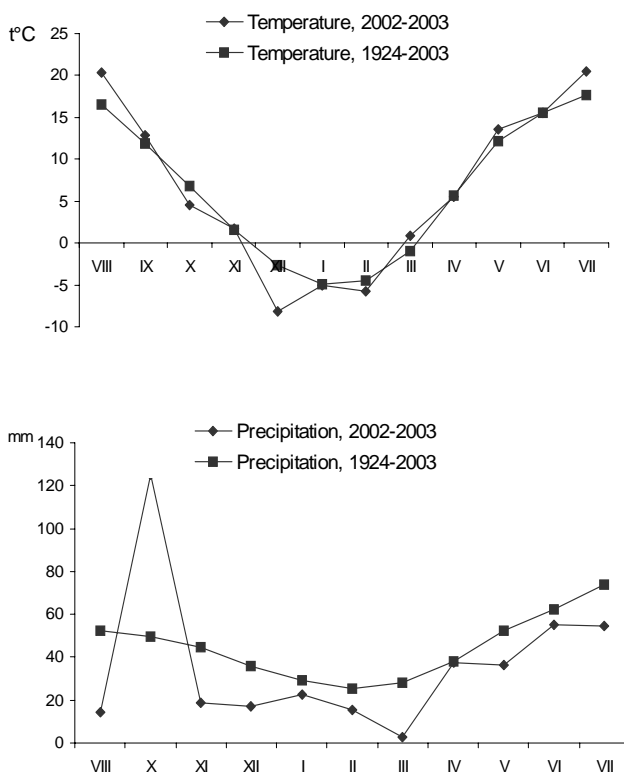 t°C
Temperature, 2002-2003
Temperature, 1924-2003
25
20
15
10
5
0
-5
-10
VIII IX X XI XII I II III IV V VI VII
mm
Precipitation, 2002-2003
Precipitation, 1924-2003
140
120
100
80
60
40
20
0
VIII X XI XII I II III IV V VI VII